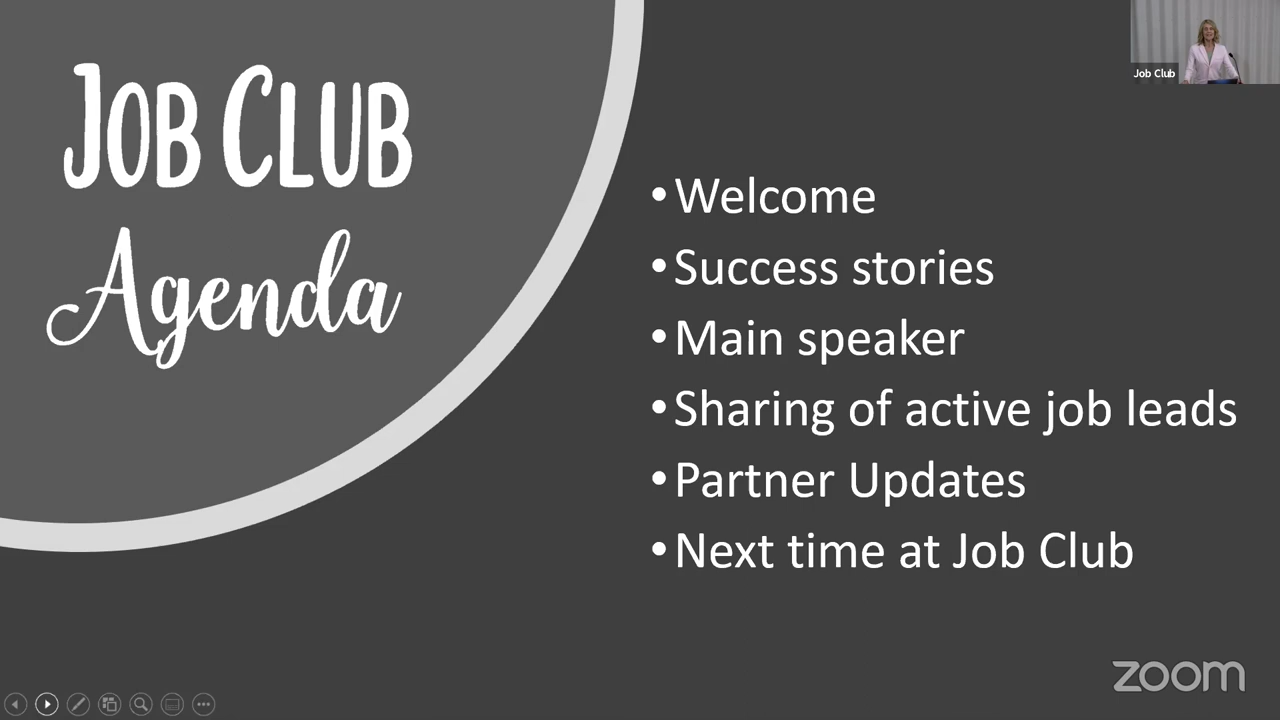 JOB CLUB
Agenda
Job Club
• Welcome
• Success stories
• Main speaker
• Sharing of active job leads
• Partner Updates
• Next time at Job Club
zoom